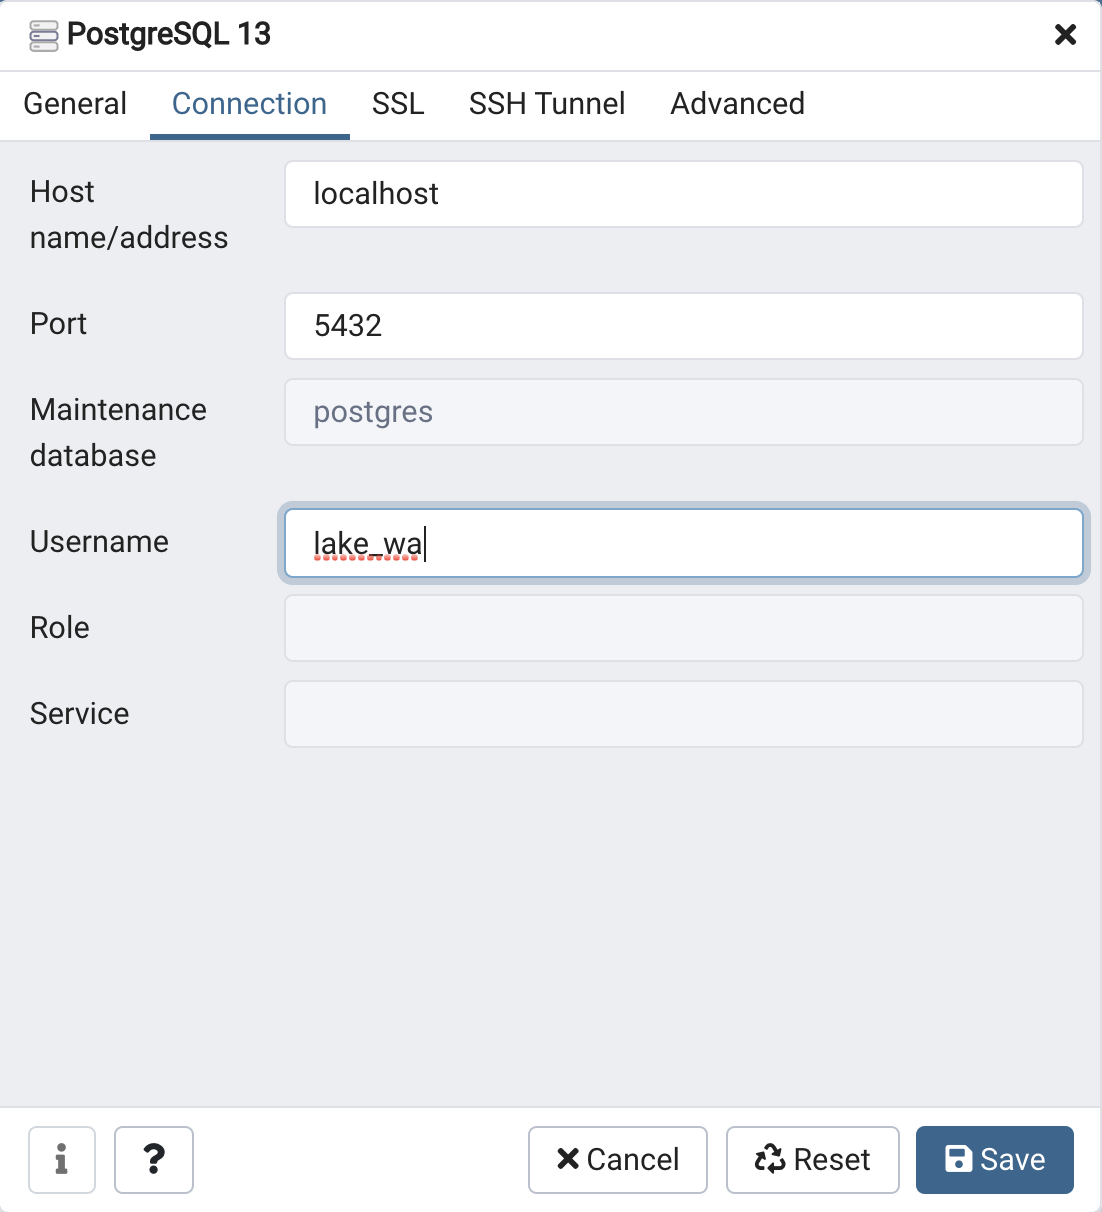 PostgreSQL 13
General Connection SSL SSH Tunnel Advanced
Host name/address
localhost
Port
5432
Maintenance database
postgres
Username
lake_wa
Role
Service
i ? Cancel Reset Save